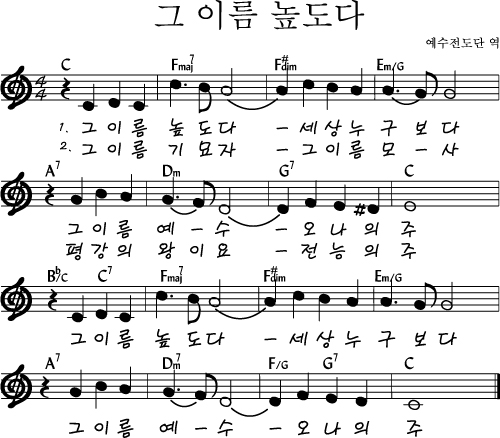 그 이름 높도다
예수전도단 역
C Fmaj7 F#dim Em/G
1. 그 이 름 높 도다 - 세 상 누 구 보 다
2. 그 이 름 기 묘자 - 그 이 름 모 - 사
A7 Dm G7 C
그 이 름 예 - 수 - 오 나 의 주
평 강 의 왕 이 요 - 전 능 의 주
Bb/C C7 Fmaj7 F#dim Em/G
그 이 름 높 도다 - 세 상 누 구 보 다
A7 Dm7 F/G G7 C
그 이 름 예 - 수 - 오 나 의 주